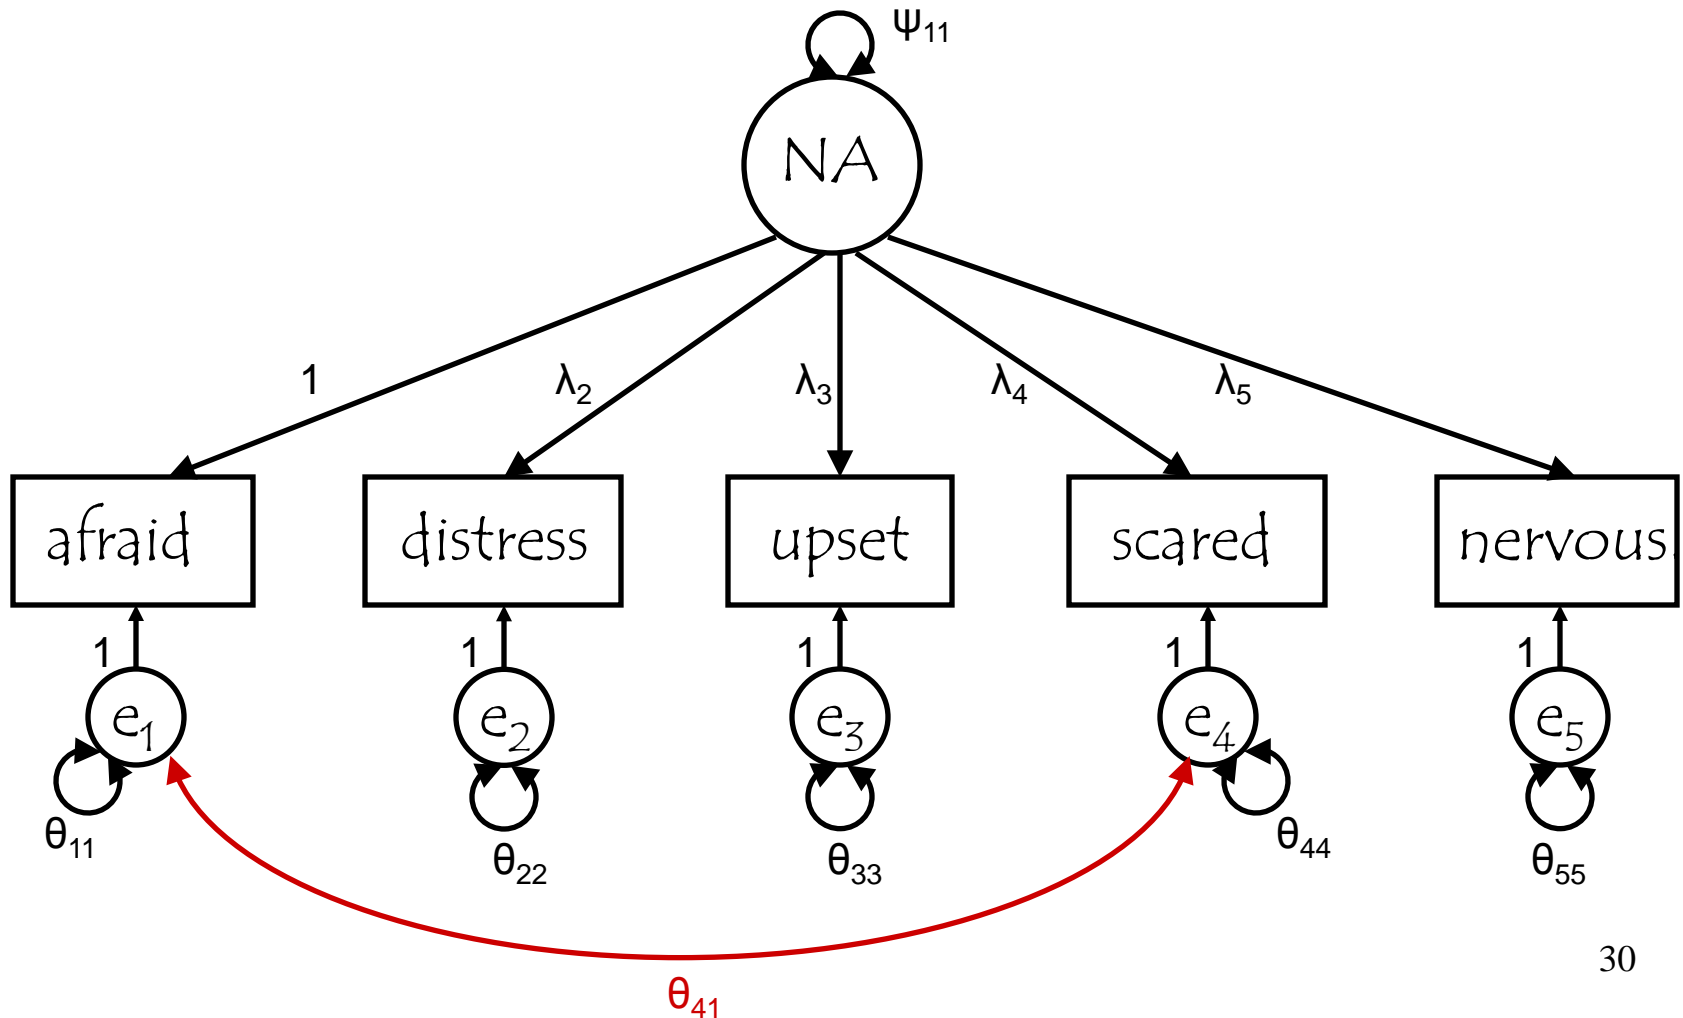 Ψ11
NA
1 λ2 λ3 λ4 λ5
afraid distress upset scared nervous
1 1 1 1 1
e1 e2 e3 e4 e5
θ11 θ22 θ33 θ44 θ55
30
θ41